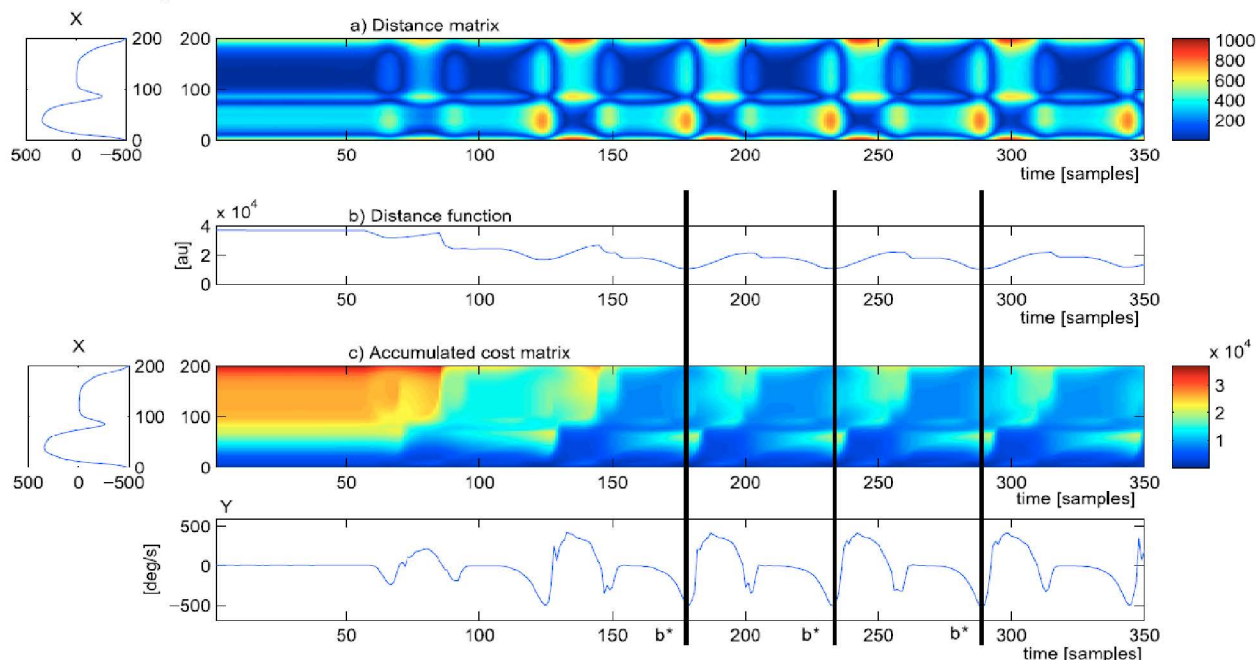 X
a) Distance matrix
200
100
0
500 0 −500
200
100
0
50 100 150 200 250 300 350
time [samples]
1000
800
600
400
200
x 10^4
b) Distance function
[au]
4
2
0
50 100 150 200 250 300 350
time [samples]
X
c) Accumulated cost matrix
200
100
0
500 0 −500
200
100
0
50 100 150 200 250 300 350
time [samples]
x 10^4
3
2
1
Y
[deg/s]
500
0
−500
50 100 150 b* 200 b* 250 b* 300 350
time [samples]